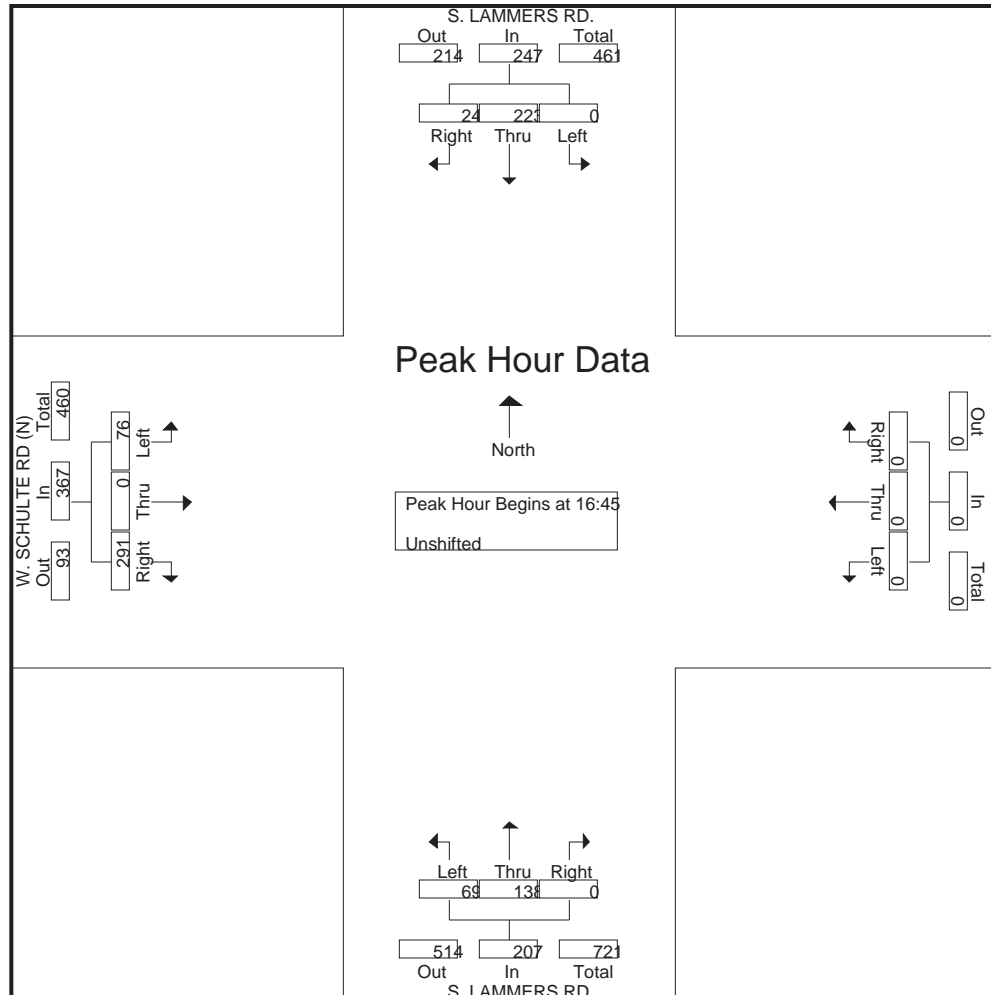 S. LAMMERS RD.
Out In Total
214 247 461
24 223 0
Right Thru Left
Peak Hour Data
North
Peak Hour Begins at 16:45
Unshifted
W. SCHULTE RD (N)
Out In Total
93 367 460
76 0 291
Left Thru Right
Out In Total
0 0 0
0 0 0
Right Thru Left
Left Thru Right
69 138 0
514 207 721
Out In Total
S. LAMMERS RD.